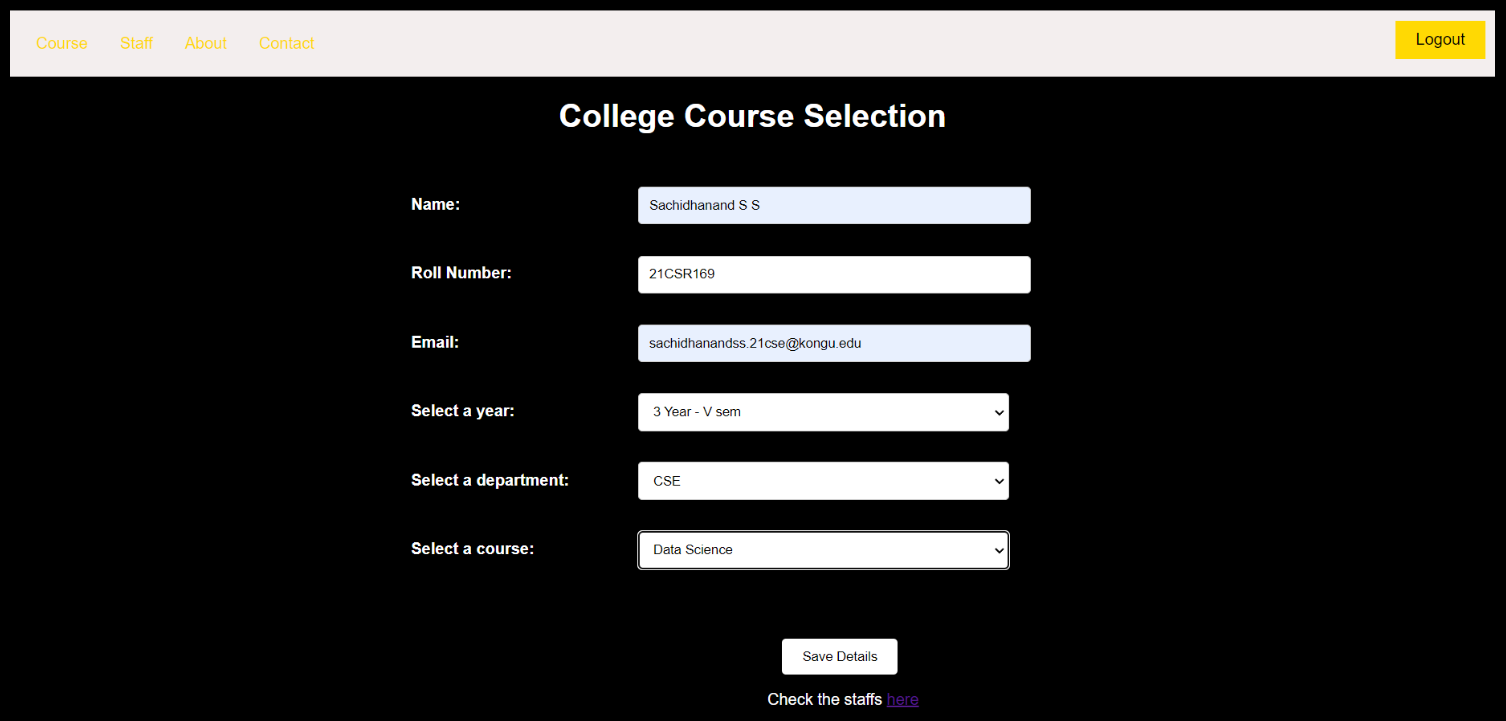 Course Staff About Contact Logout
College Course Selection
Name: Sachidhanand S S
Roll Number: 21CSR169
Email: sachidhanandss.21cse@kongu.edu
Select a year: 3 Year - V sem
Select a department: CSE
Select a course: Data Science
Save Details
Check the staffs here